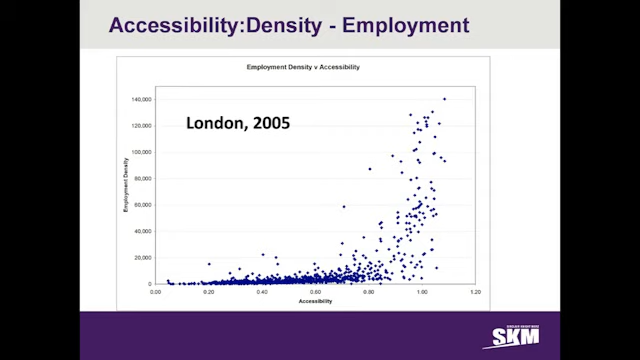 Accessibility:Density - Employment
Employment Density v Accessibility
London, 2005
140,000
120,000
100,000
80,000
60,000
40,000
20,000
0
Employment Density
0.00 0.20 0.40 0.60 0.80 1.00 1.20
Accessibility
SKM